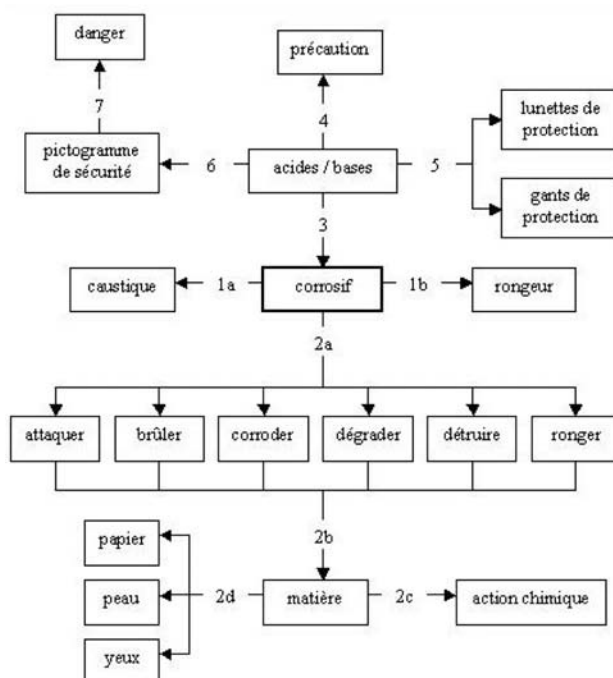 danger
précaution
7
4
lunettes de
protection
pictogramme
de sécurité
6
acides / bases
5
gants de
protection
3
caustique
1a
corrosif
1b
rongeur
2a
attaquer
brûler
corroder
dégrader
détruire
ronger
2b
papier
peau
2d
matière
2c
action chimique
yeux